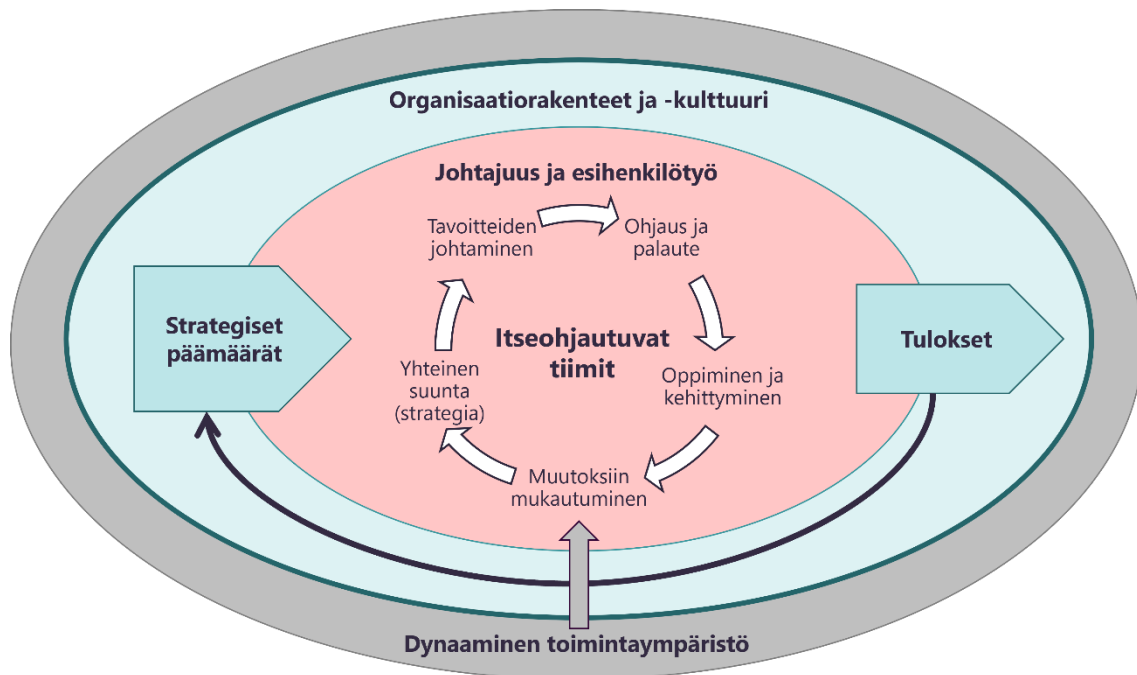 Organisaatiorakenteet ja -kulttuuri
Johtajuus ja esihenkilötyö
Tavoitteiden
johtaminen
Ohjaus ja
palaute
Strategiset
päämäärät
Itseohjautuvat
tiimit
Tulokset
Yhteinen
suunta
(strategia)
Oppiminen ja
kehittyminen
Muutoksiin
mukautuminen
Dynaaminen toimintaympäristö